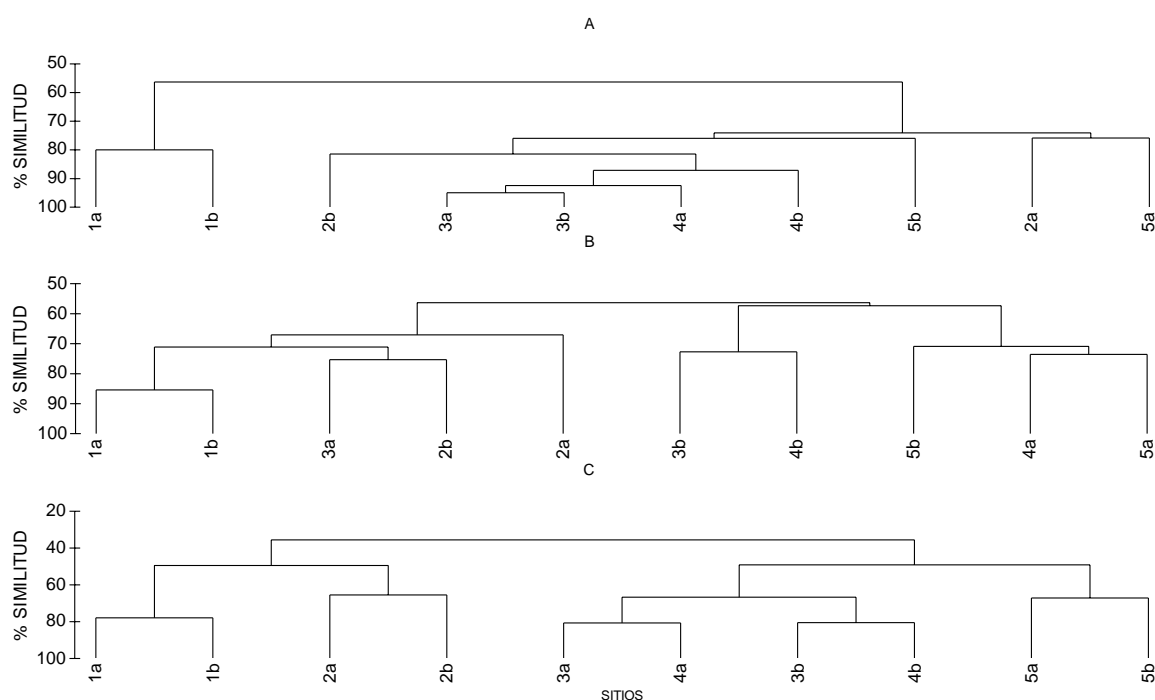 A
50
60
70
80
90
100
% SIMILITUD
1a 1b 2b 3a 3b 4a 4b 5b 2a 5a
B
50
60
70
80
90
100
% SIMILITUD
1a 1b 3a 2b 2a 3b 4b 5b 4a 5a
C
20
40
60
80
100
% SIMILITUD
1a 1b 2a 2b 3a 4a 3b 4b 5a 5b
SITIOS